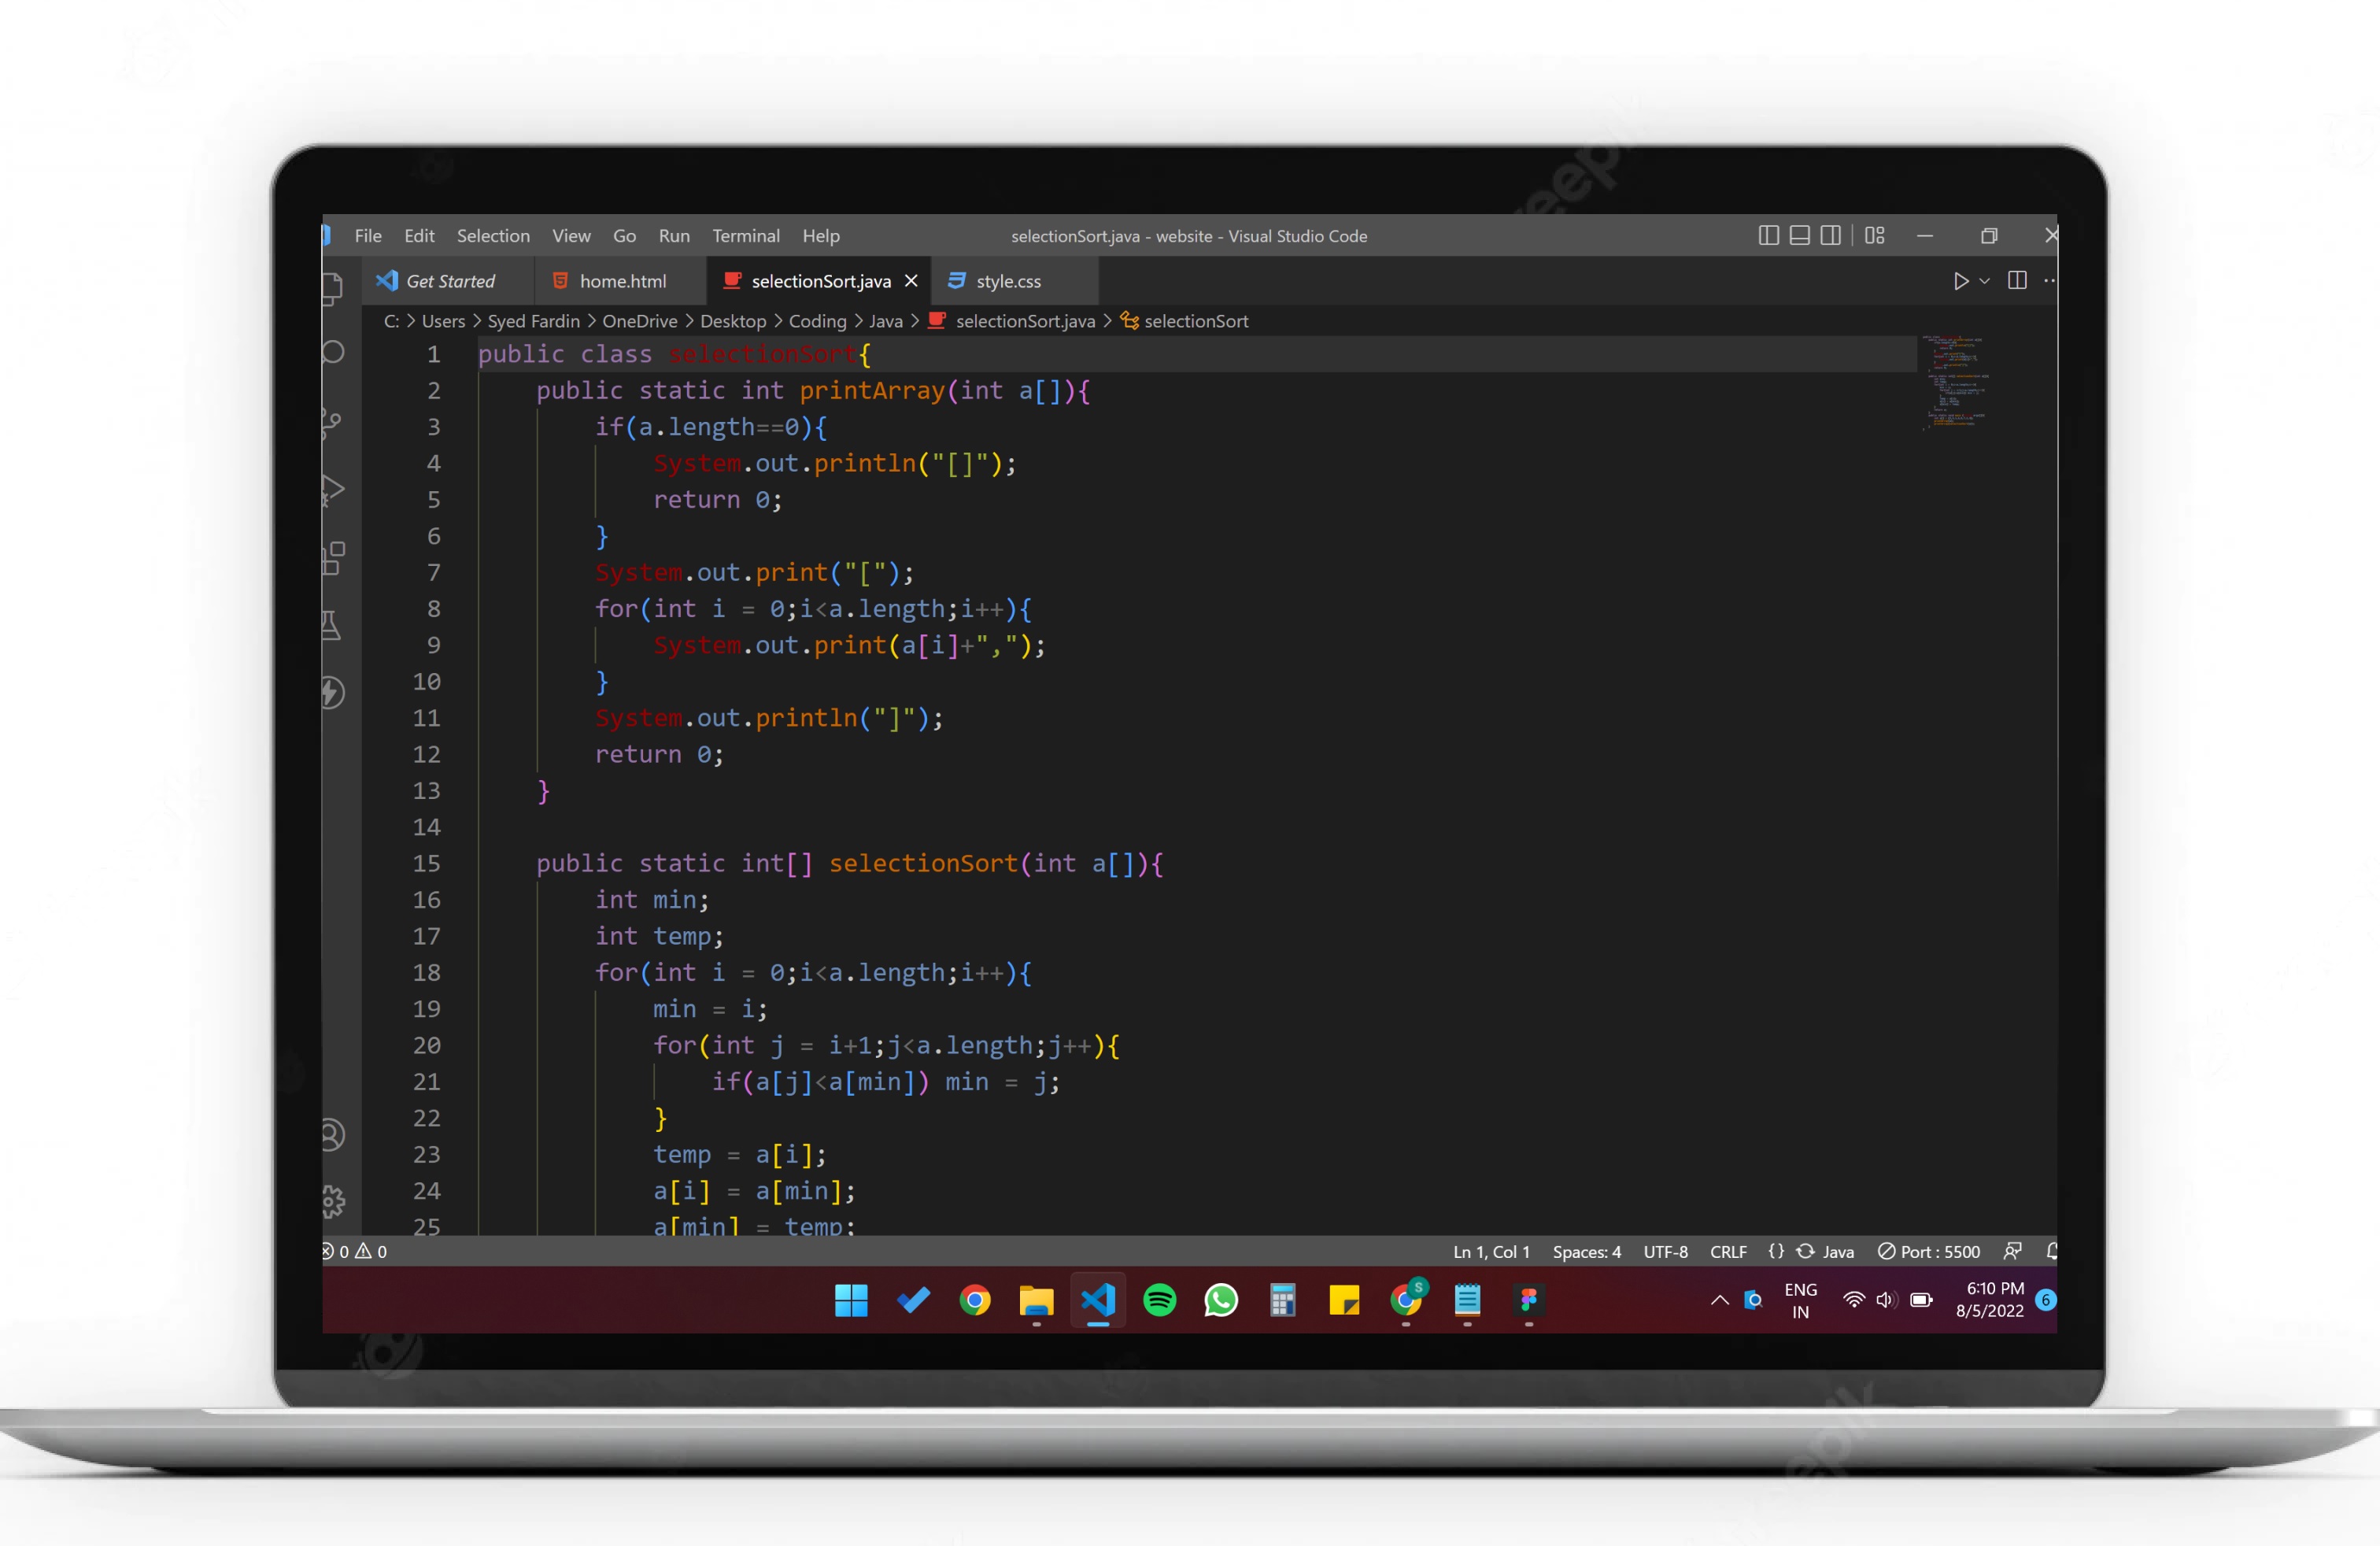 File Edit Selection View Go Run Terminal Help selectionSort.java - website - Visual Studio Code
Get Started home.html selectionSort.java style.css
C: > Users > Syed Fardin > OneDrive > Desktop > Coding > Java > selectionSort.java > selectionSort
1 public class selectionSort{
2 public static int printArray(int a[]){
3 if(a.length==0){
4 System.out.println("[]");
5 return 0;
6 }
7 System.out.print("[");
8 for(int i = 0;i<a.length;i++){
9 System.out.print(a[i]+",");
10 }
11 System.out.println("]");
12 return 0;
13 }
14
15 public static int[] selectionSort(int a[]){
16 int min;
17 int temp;
18 for(int i = 0;i<a.length;i++){
19 min = i;
20 for(int j = i+1;j<a.length;j++){
21 if(a[j]<a[min]) min = j;
22 }
23 temp = a[i];
24 a[i] = a[min];
25 a[min] = temp;
0 0 Ln 1, Col 1 Spaces: 4 UTF-8 CRLF {} Java Port : 5500
S
ENG 6:10 PM
IN 8/5/2022 6